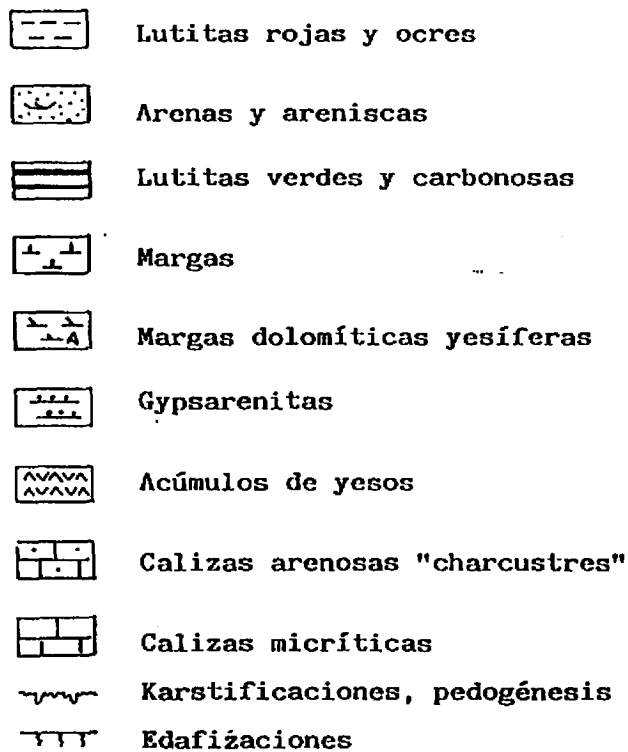 Lutitas rojas y ocres
Arenas y areniscas
Lutitas verdes y carbonosas
Margas
A Margas dolomíticas yesíferas
Gypsarenitas
Acúmulos de yesos
Calizas arenosas "charcustres"
Calizas micríticas
Karstificaciones, pedogénesis
Edafizaciones